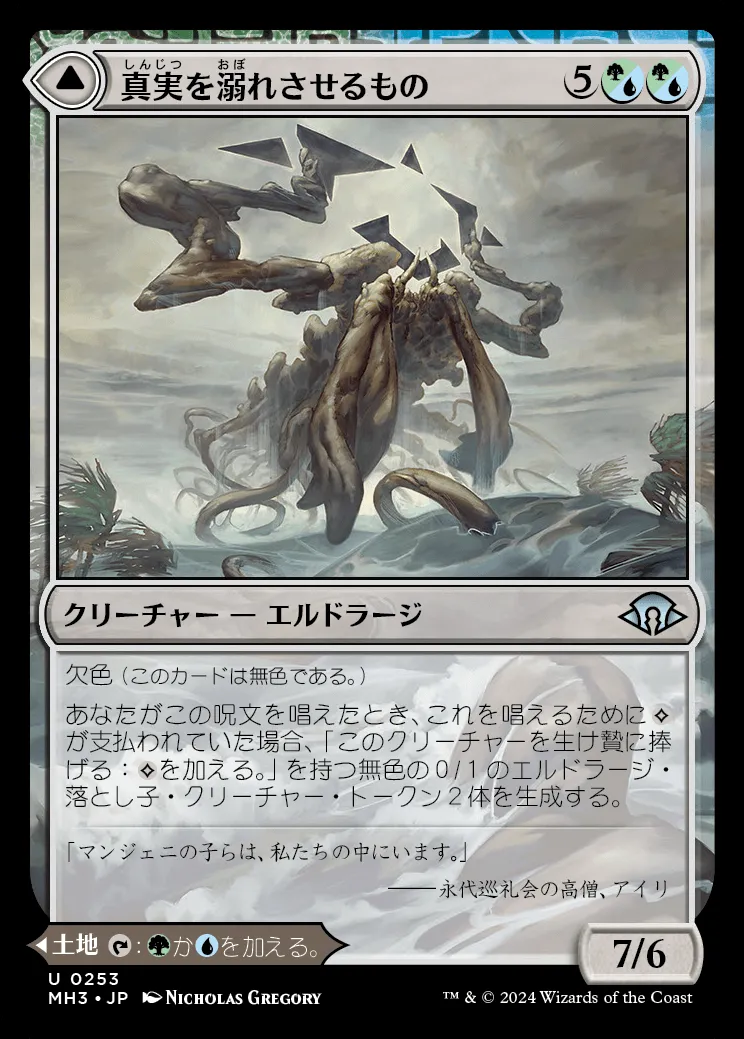 しんじつ おぼ
真実を溺れさせるもの 5
クリーチャー — エルドラージ
欠色（このカードは無色である。）
あなたがこの呪文を唱えたとき、これを唱えるために
が支払われていた場合、「このクリーチャーを生け贄に捧
げる：を加える。」を持つ無色の０/１のエルドラージ・
落とし子・クリーチャー・トークン２体を生成する。
「マンジェニの子らは、私たちの中にいます。」
——永代巡礼会の高僧、アイリ
土地 ：かを加える。
7/6
U 0253
MH3 • JP NICHOLAS GREGORY
™ & © 2024 Wizards of the Coast